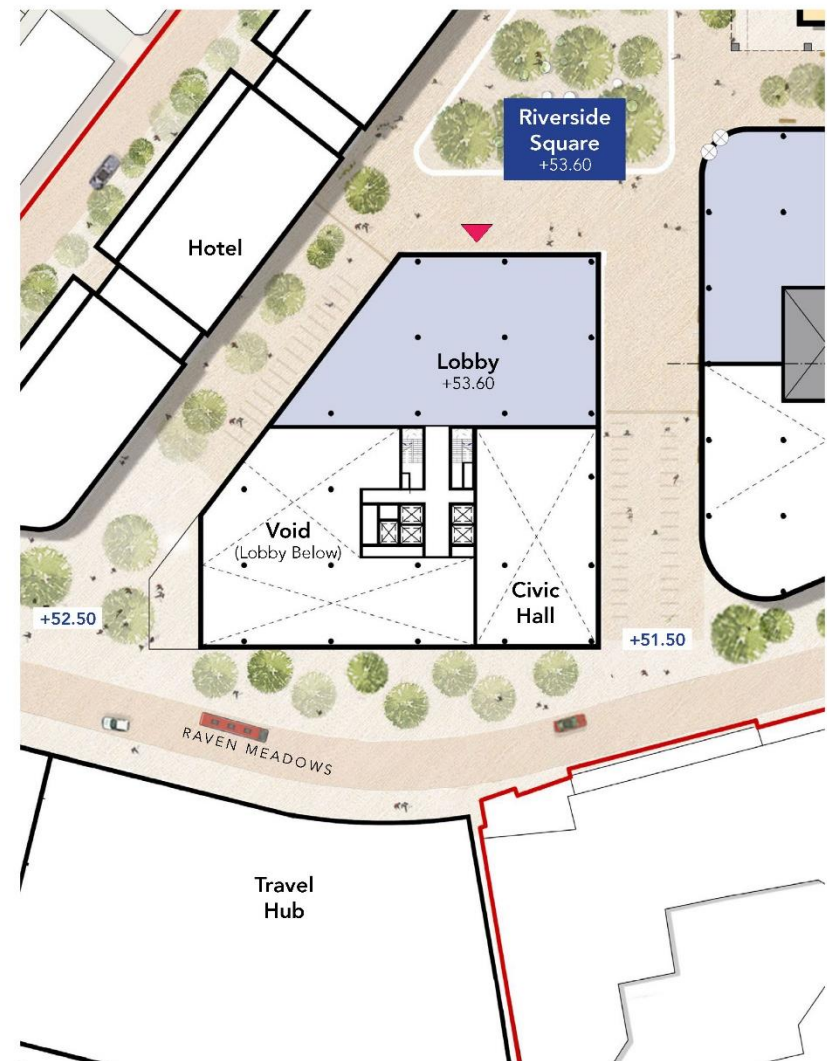 Riverside
Square
+53.60
Hotel
Lobby
+53.60
Void
(Lobby Below)
Civic
Hall
+52.50
+51.50
RAVEN MEADOWS
Travel
Hub